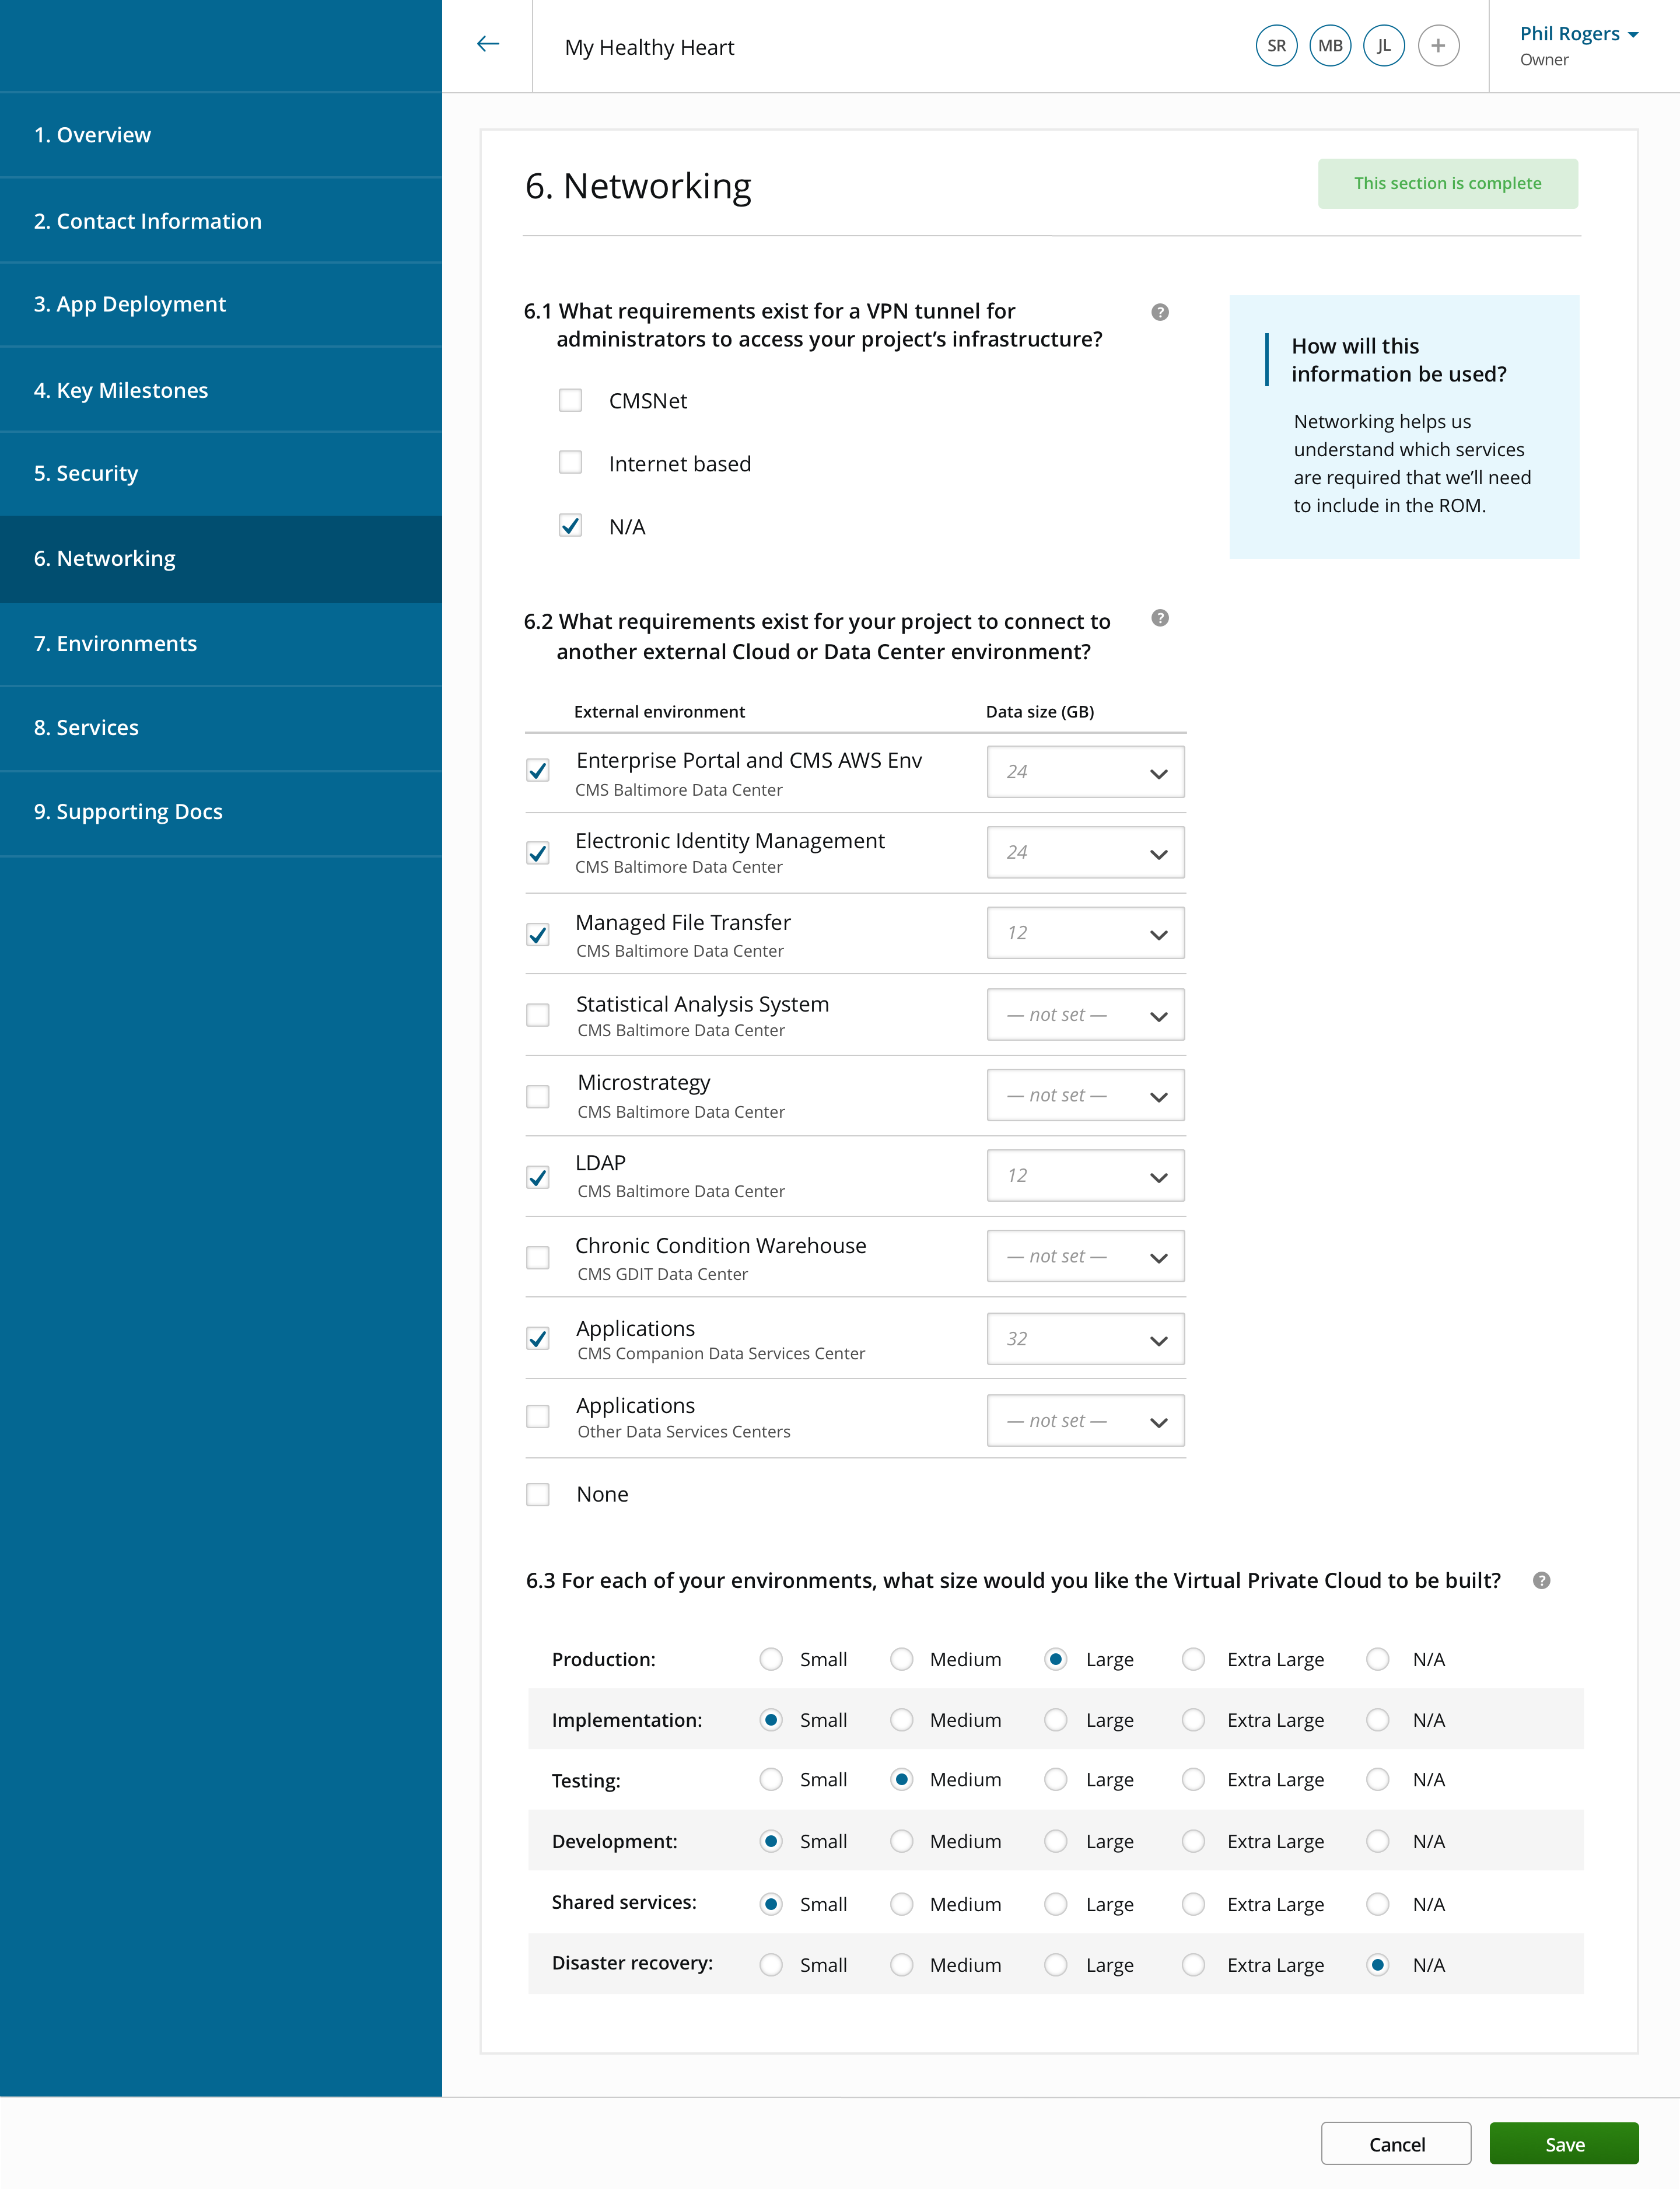 My Healthy Heart
SR
MB
JL
+
Phil Rogers
Owner
1. Overview
2. Contact Information
3. App Deployment
4. Key Milestones
5. Security
6. Networking
7. Environments
8. Services
9. Supporting Docs
6. Networking
This section is complete
6.1 What requirements exist for a VPN tunnel for
administrators to access your project’s infrastructure?
?
CMSNet
Internet based
N/A
How will this
information be used?
Networking helps us
understand which services
are required that we’ll need
to include in the ROM.
6.2 What requirements exist for your project to connect to
another external Cloud or Data Center environment?
?
External environment
Data size (GB)
Enterprise Portal and CMS AWS Env
CMS Baltimore Data Center
24
Electronic Identity Management
CMS Baltimore Data Center
24
Managed File Transfer
CMS Baltimore Data Center
12
Statistical Analysis System
CMS Baltimore Data Center
— not set —
Microstrategy
CMS Baltimore Data Center
— not set —
LDAP
CMS Baltimore Data Center
12
Chronic Condition Warehouse
CMS GDIT Data Center
— not set —
Applications
CMS Companion Data Services Center
32
Applications
Other Data Services Centers
— not set —
None
6.3 For each of your environments, what size would you like the Virtual Private Cloud to be built?
?
Production: Small Medium Large Extra Large N/A
Implementation: Small Medium Large Extra Large N/A
Testing: Small Medium Large Extra Large N/A
Development: Small Medium Large Extra Large N/A
Shared services: Small Medium Large Extra Large N/A
Disaster recovery: Small Medium Large Extra Large N/A
Cancel
Save